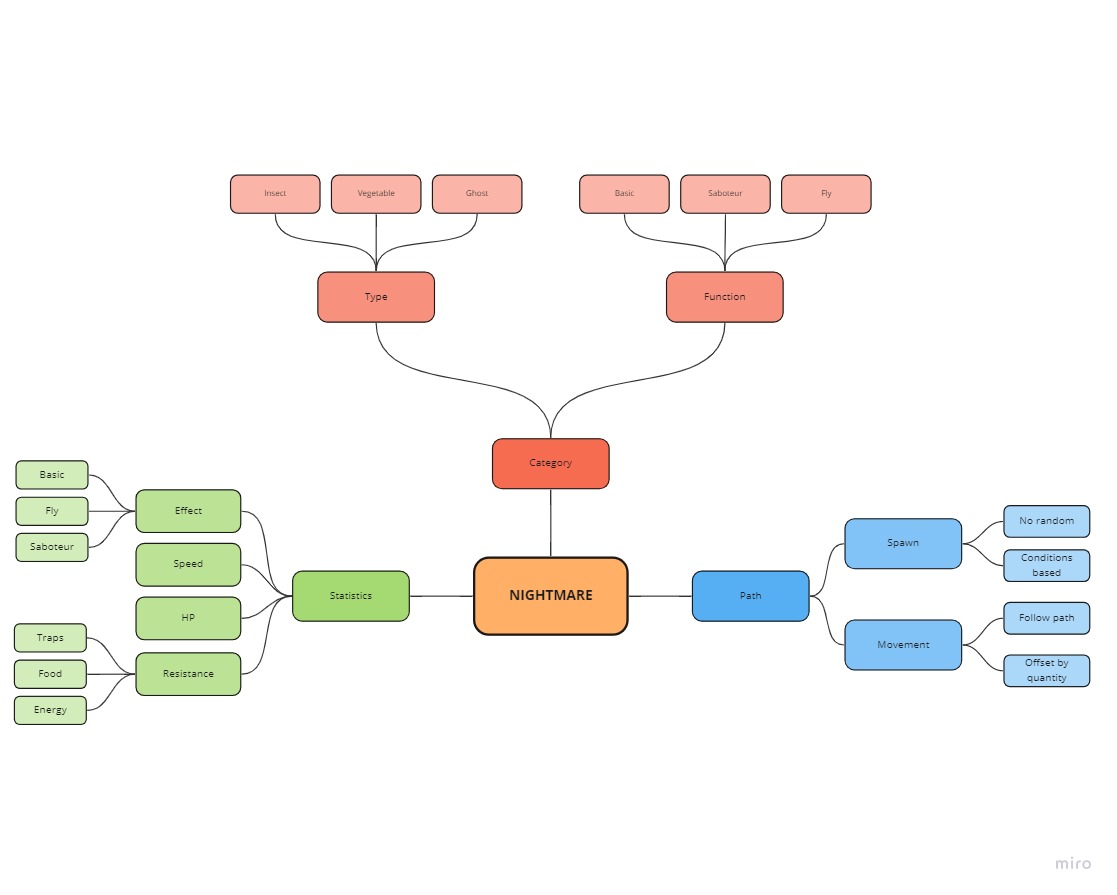 Insect
Vegetable
Ghost
Basic
Saboteur
Fly
Type
Function
Category
Basic
Fly
Saboteur
Effect
Speed
HP
Traps
Food
Energy
Resistance
Statistics
NIGHTMARE
Path
Spawn
No random
Conditions
based
Movement
Follow path
Offset by
quantity
miro